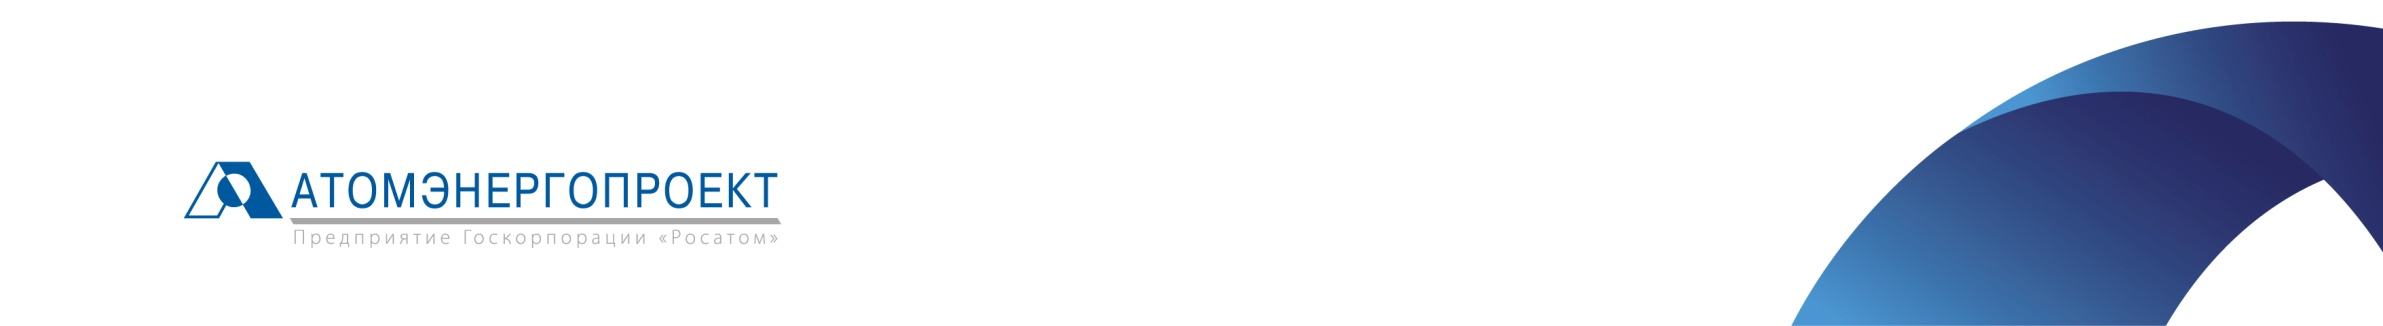 АТОМЭНЕРГОПРОЕКТ
Предприятие Госкорпорации «Росатом»